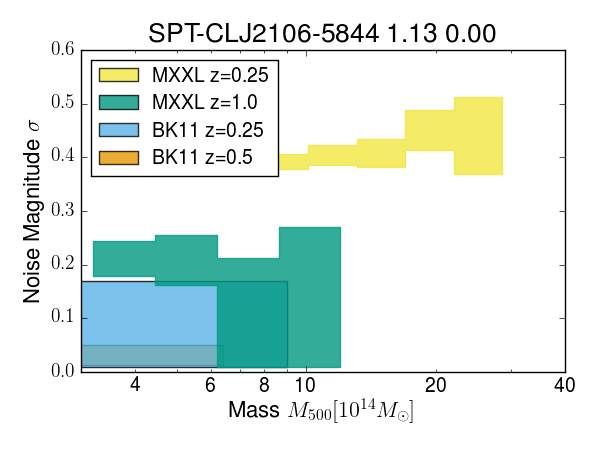 SPT-CLJ2106-5844 1.13 0.00
0.6
0.5
0.4
0.3
0.2
0.1
0.0
Noise Magnitude σ
MXXL z=0.25
MXXL z=1.0
BK11 z=0.25
BK11 z=0.5
4 6 8 10 20 40
Mass M₅₀₀[10¹⁴M☉]